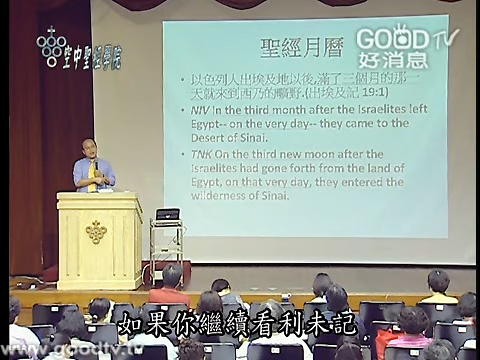 空中聖經學院
GOODTV
好消息
聖經月曆
• 以色列人出埃及地以後,滿了三個月的那一
天就來到西乃的曠野.(出埃及記 19:1)
• NIV In the third month after the Israelites left
Egypt-- on the very day-- they came to the
Desert of Sinai.
• TNK On the third new moon after the
Israelites had gone forth from the land of
Egypt, on that very day, they entered the
wilderness of Sinai.
如果你繼續看利未記
www.goodtv.tv